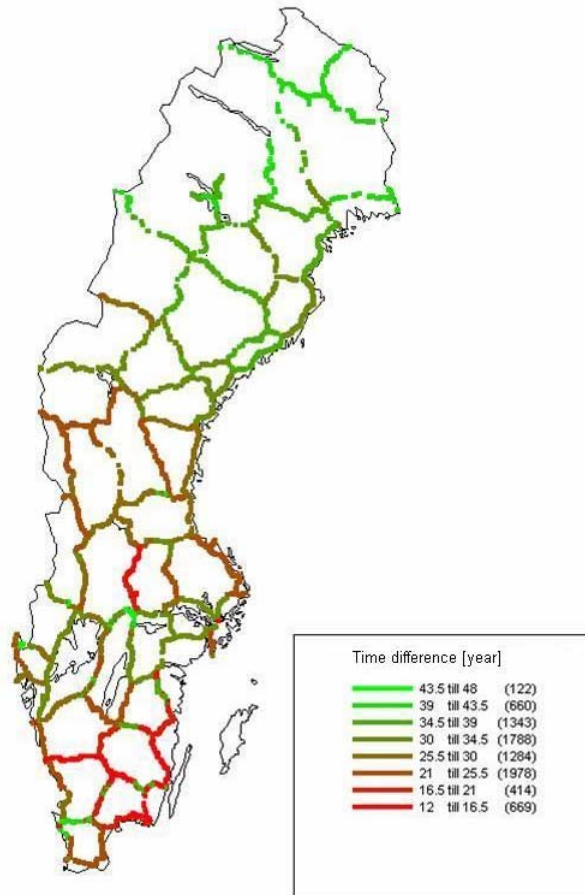 Time difference [year]
43.5 till 48 (122)
39 till 43.5 (660)
34.5 till 39 (1343)
30 till 34.5 (1788)
25.5 till 30 (1284)
21 till 25.5 (1978)
16.5 till 21 (414)
12 till 16.5 (669)